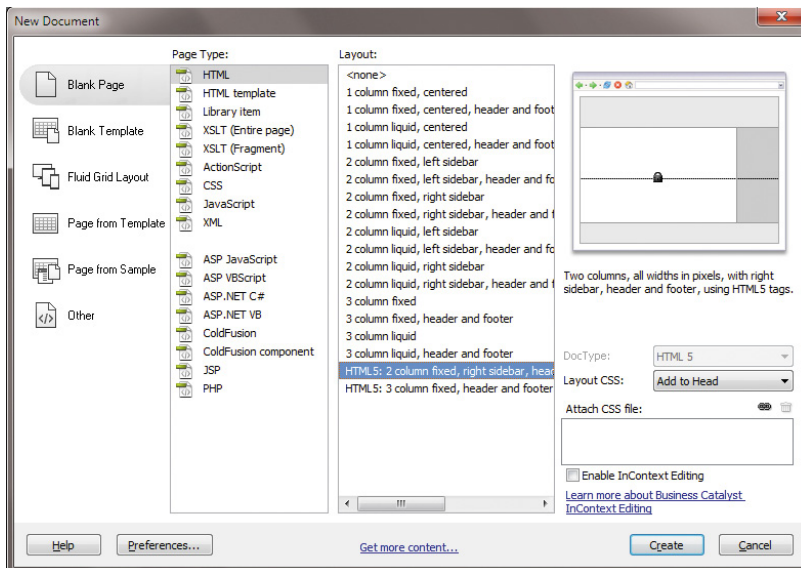 New Document
Blank Page
Blank Template
Fluid Grid Layout
Page from Template
Page from Sample
Other
Page Type:
HTML
HTML template
Library item
XSLT (Entire page)
XSLT (Fragment)
ActionScript
CSS
JavaScript
XML
ASP JavaScript
ASP VBScript
ASP.NET C#
ASP.NET VB
ColdFusion
ColdFusion component
JSP
PHP
Layout:
<none>
1 column fixed, centered
1 column fixed, centered, header and foot
1 column liquid, centered
1 column liquid, centered, header and foot
2 column fixed, left sidebar
2 column fixed, left sidebar, header and fo
2 column fixed, right sidebar
2 column fixed, right sidebar, header and f
2 column liquid, left sidebar
2 column liquid, left sidebar, header and fo
2 column liquid, right sidebar
2 column liquid, right sidebar, header and f
3 column fixed
3 column fixed, header and footer
3 column liquid
3 column liquid, header and footer
HTML5: 2 column fixed, right sidebar, head
HTML5: 3 column fixed, header and footer
Two columns, all widths in pixels, with right
sidebar, header and footer, using HTML5 tags.
DocType: HTML 5
Layout CSS: Add to Head
Attach CSS file:
Enable InContext Editing
Learn more about Business Catalyst
InContext Editing
Help
Preferences...
Get more content...
Create
Cancel